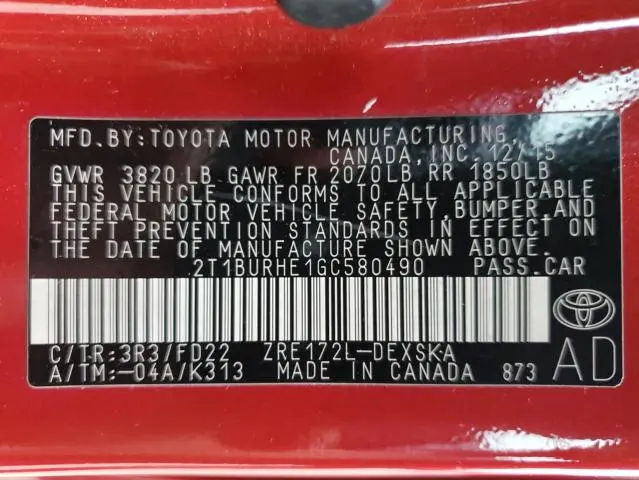 MFD. BY: TOYOTA MOTOR MANUFACTURING,
CANADA, INC. 12/15
GVWR 3820 LB GAWR FR 2070LB RR 1850LB
THIS VEHICLE CONFORMS TO ALL APPLICABLE
FEDERAL MOTOR VEHICLE SAFETY, BUMPER, AND
THEFT PREVENTION STANDARDS IN EFFECT ON
THE DATE OF MANUFACTURE SHOWN ABOVE.
2T1BURHE1GC580490 PASS. CAR
C/TR: 3R3/FD22 ZRE172L-DEXSKA
A/TM: -04A/K313 MADE IN CANADA 873
AD